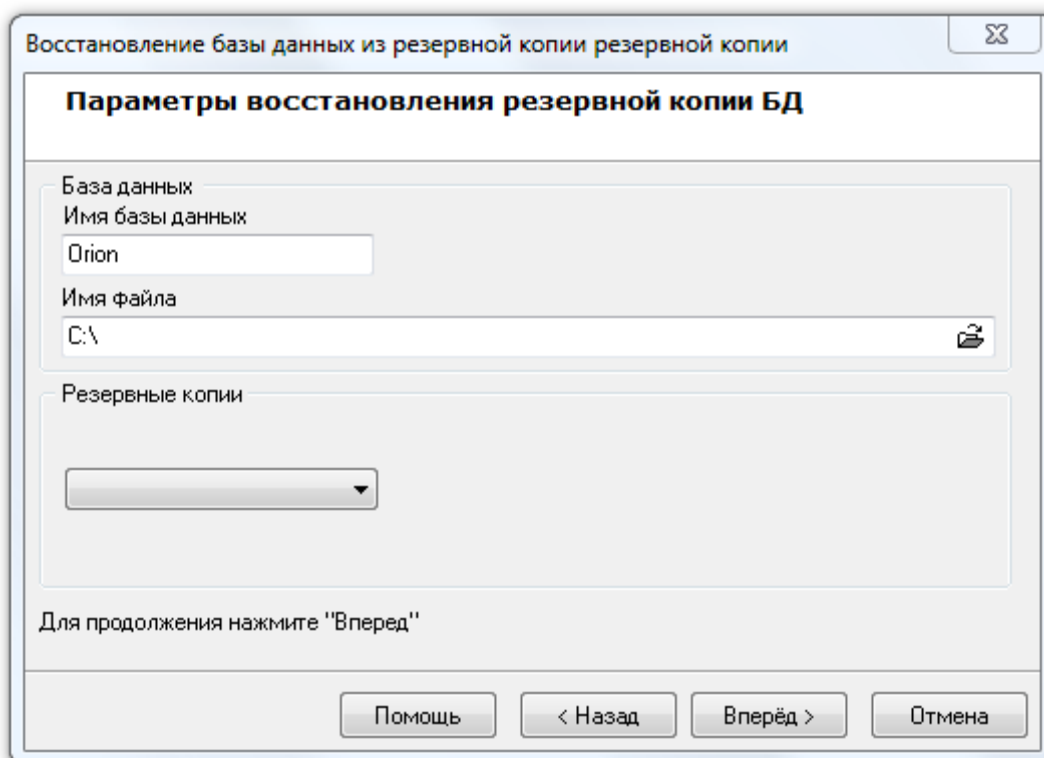 Восстановление базы данных из резервной копии резервной копии
Параметры восстановления резервной копии БД
База данных
Имя базы данных
Orion
Имя файла
C:\
Резервные копии
Для продолжения нажмите "Вперед"
Помощь
< Назад
Вперёд >
Отмена